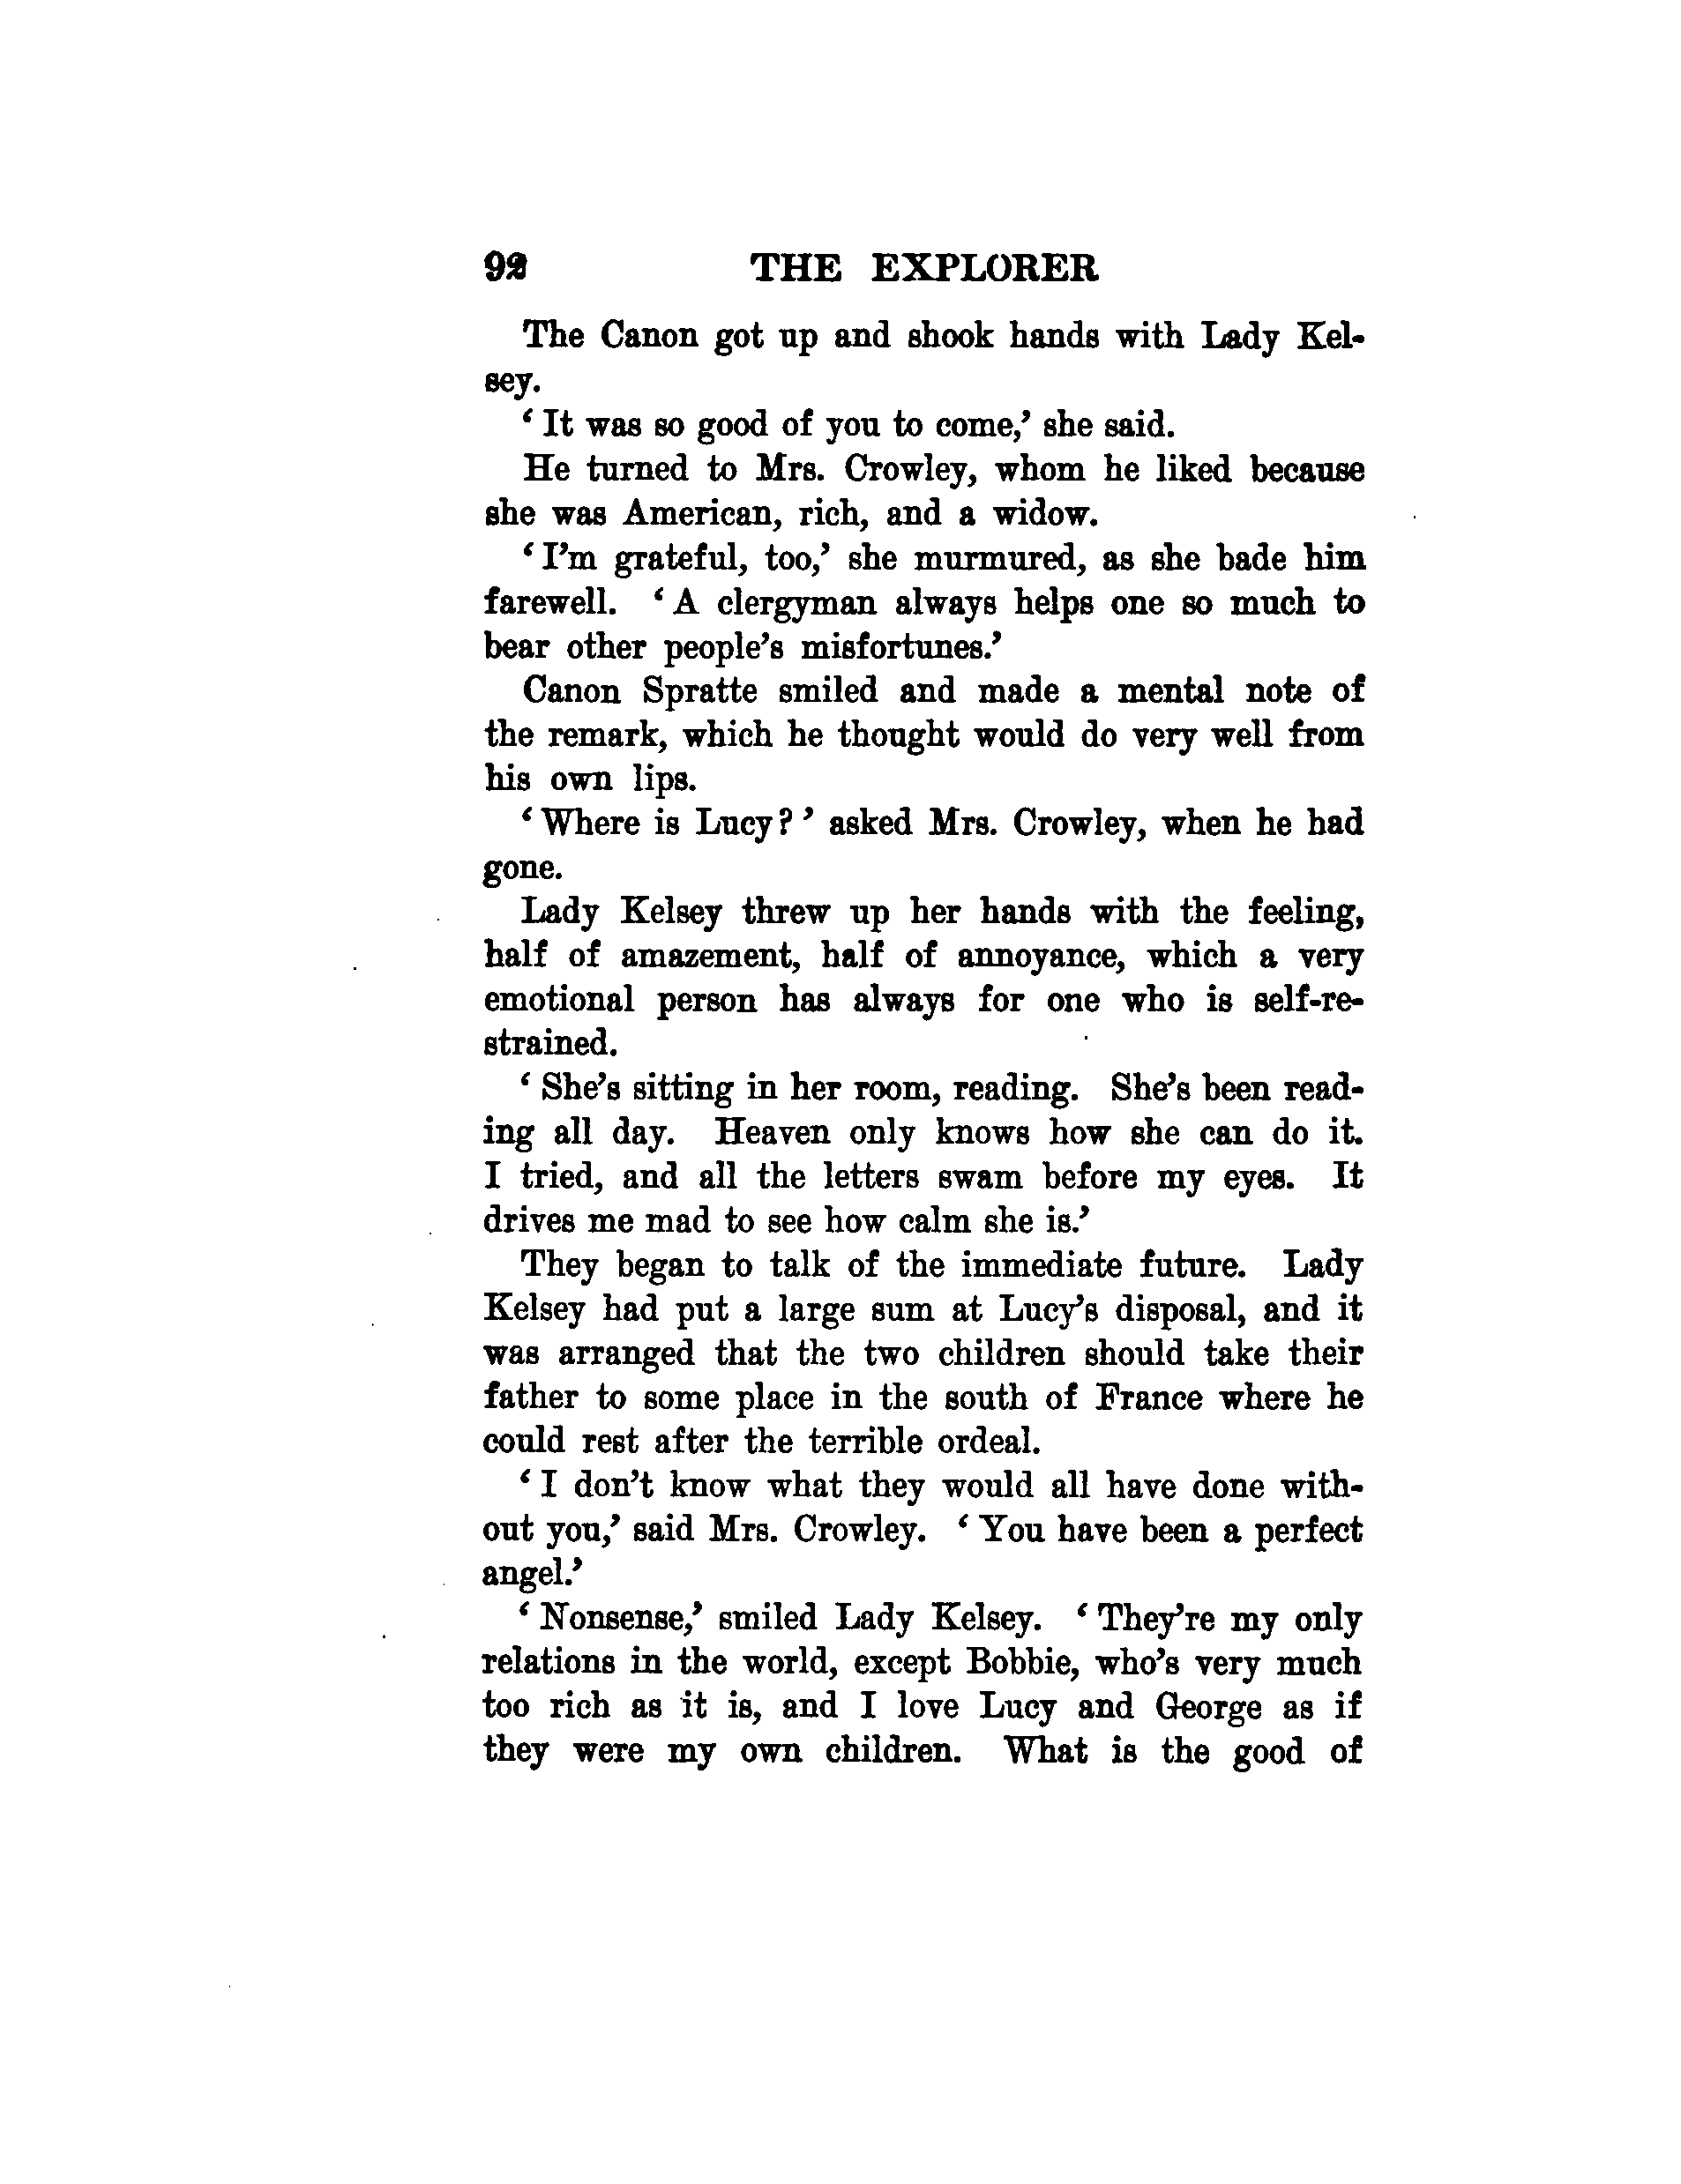 92 THE EXPLORER
The Canon got up and shook hands with Lady Kel-
sey.
‘ It was so good of you to come,’ she said.
He turned to Mrs. Crowley, whom he liked because
she was American, rich, and a widow.
‘ I’m grateful, too,’ she murmured, as she bade him
farewell. ‘ A clergyman always helps one so much to
bear other people’s misfortunes.’
Canon Spratte smiled and made a mental note of
the remark, which he thought would do very well from
his own lips.
‘ Where is Lucy? ’ asked Mrs. Crowley, when he had
gone.
Lady Kelsey threw up her hands with the feeling,
half of amazement, half of annoyance, which a very
emotional person has always for one who is self-re-
strained.
‘ She’s sitting in her room, reading. She’s been read-
ing all day. Heaven only knows how she can do it.
I tried, and all the letters swam before my eyes. It
drives me mad to see how calm she is.’
They began to talk of the immediate future. Lady
Kelsey had put a large sum at Lucy’s disposal, and it
was arranged that the two children should take their
father to some place in the south of France where he
could rest after the terrible ordeal.
‘ I don’t know what they would all have done with-
out you,’ said Mrs. Crowley. ‘ You have been a perfect
angel.’
‘ Nonsense,’ smiled Lady Kelsey. ‘ They’re my only
relations in the world, except Bobbie, who’s very much
too rich as it is, and I love Lucy and George as if
they were my own children. What is the good of